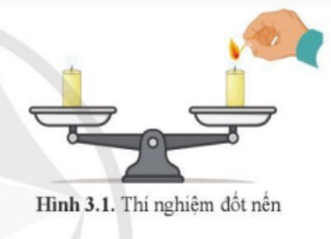 Hình 3.1. Thí nghiệm đốt nến